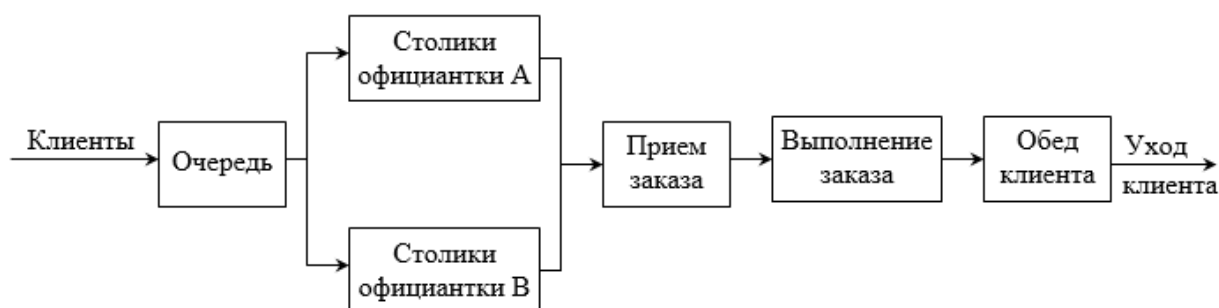 Клиенты
Очередь
Столики
официантки А
Столики
официантки В
Прием
заказа
Выполнение
заказа
Обед
клиента
Уход
клиента